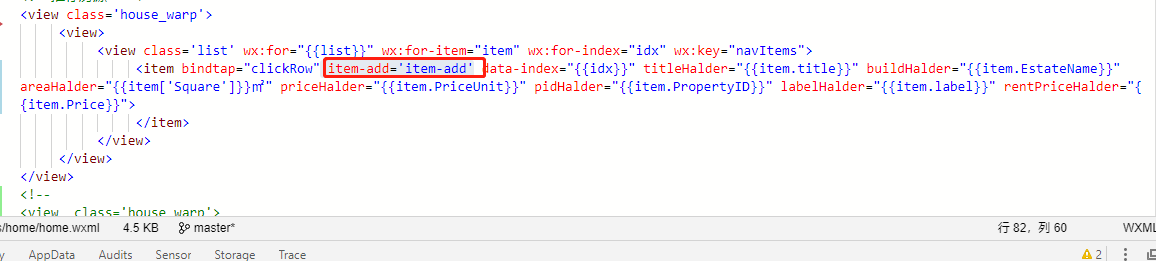 <view class='house_warp'>
<view>
<view class='list' wx:for="{{list}}" wx:for-item="item" wx:for-index="idx" wx:key="navItems">
<item bindtap="clickRow" item-add='item-add' data-index="{{idx}}" titleHalder="{{item.title}}" buildHalder="{{item.EstateName}}"
areaHalder="{{item['Square']}}㎡" priceHalder="{{item.PriceUnit}}" pidHalder="{{item.PropertyID}}" labelHalder="{{item.label}}" rentPriceHalder="{
{item.Price}}">
</item>
</view>
</view>
</view>
<!--
<view class='house_warp'>
s/home/home.wxml 4.5 KB master* 行 82，列 60 WXML
y AppData Audits Sensor Storage Trace 2